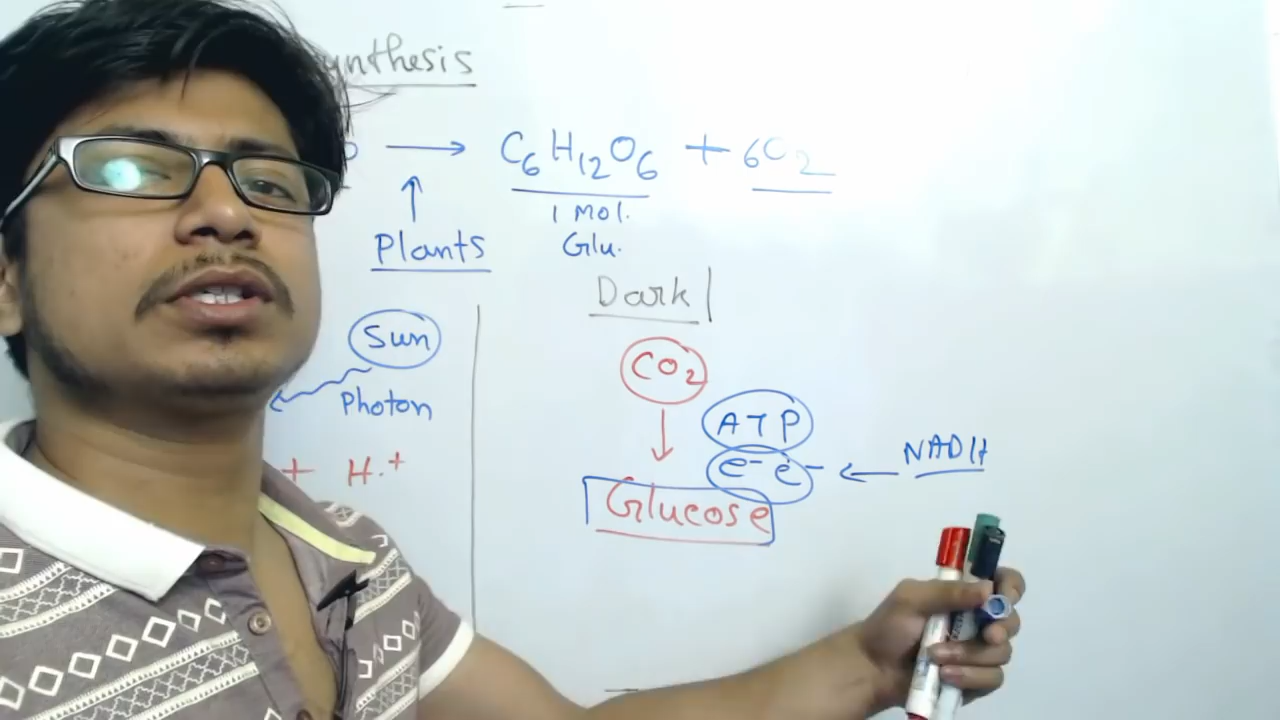 ynthesis
→ C₆H₁₂O₆ + 6O₂
↑ 1 Mol.
Plants Glu.
Dark
Sun
CO₂
Photon
ATP
+ H.⁺
e⁻ e⁻ ← NADH
Glucose